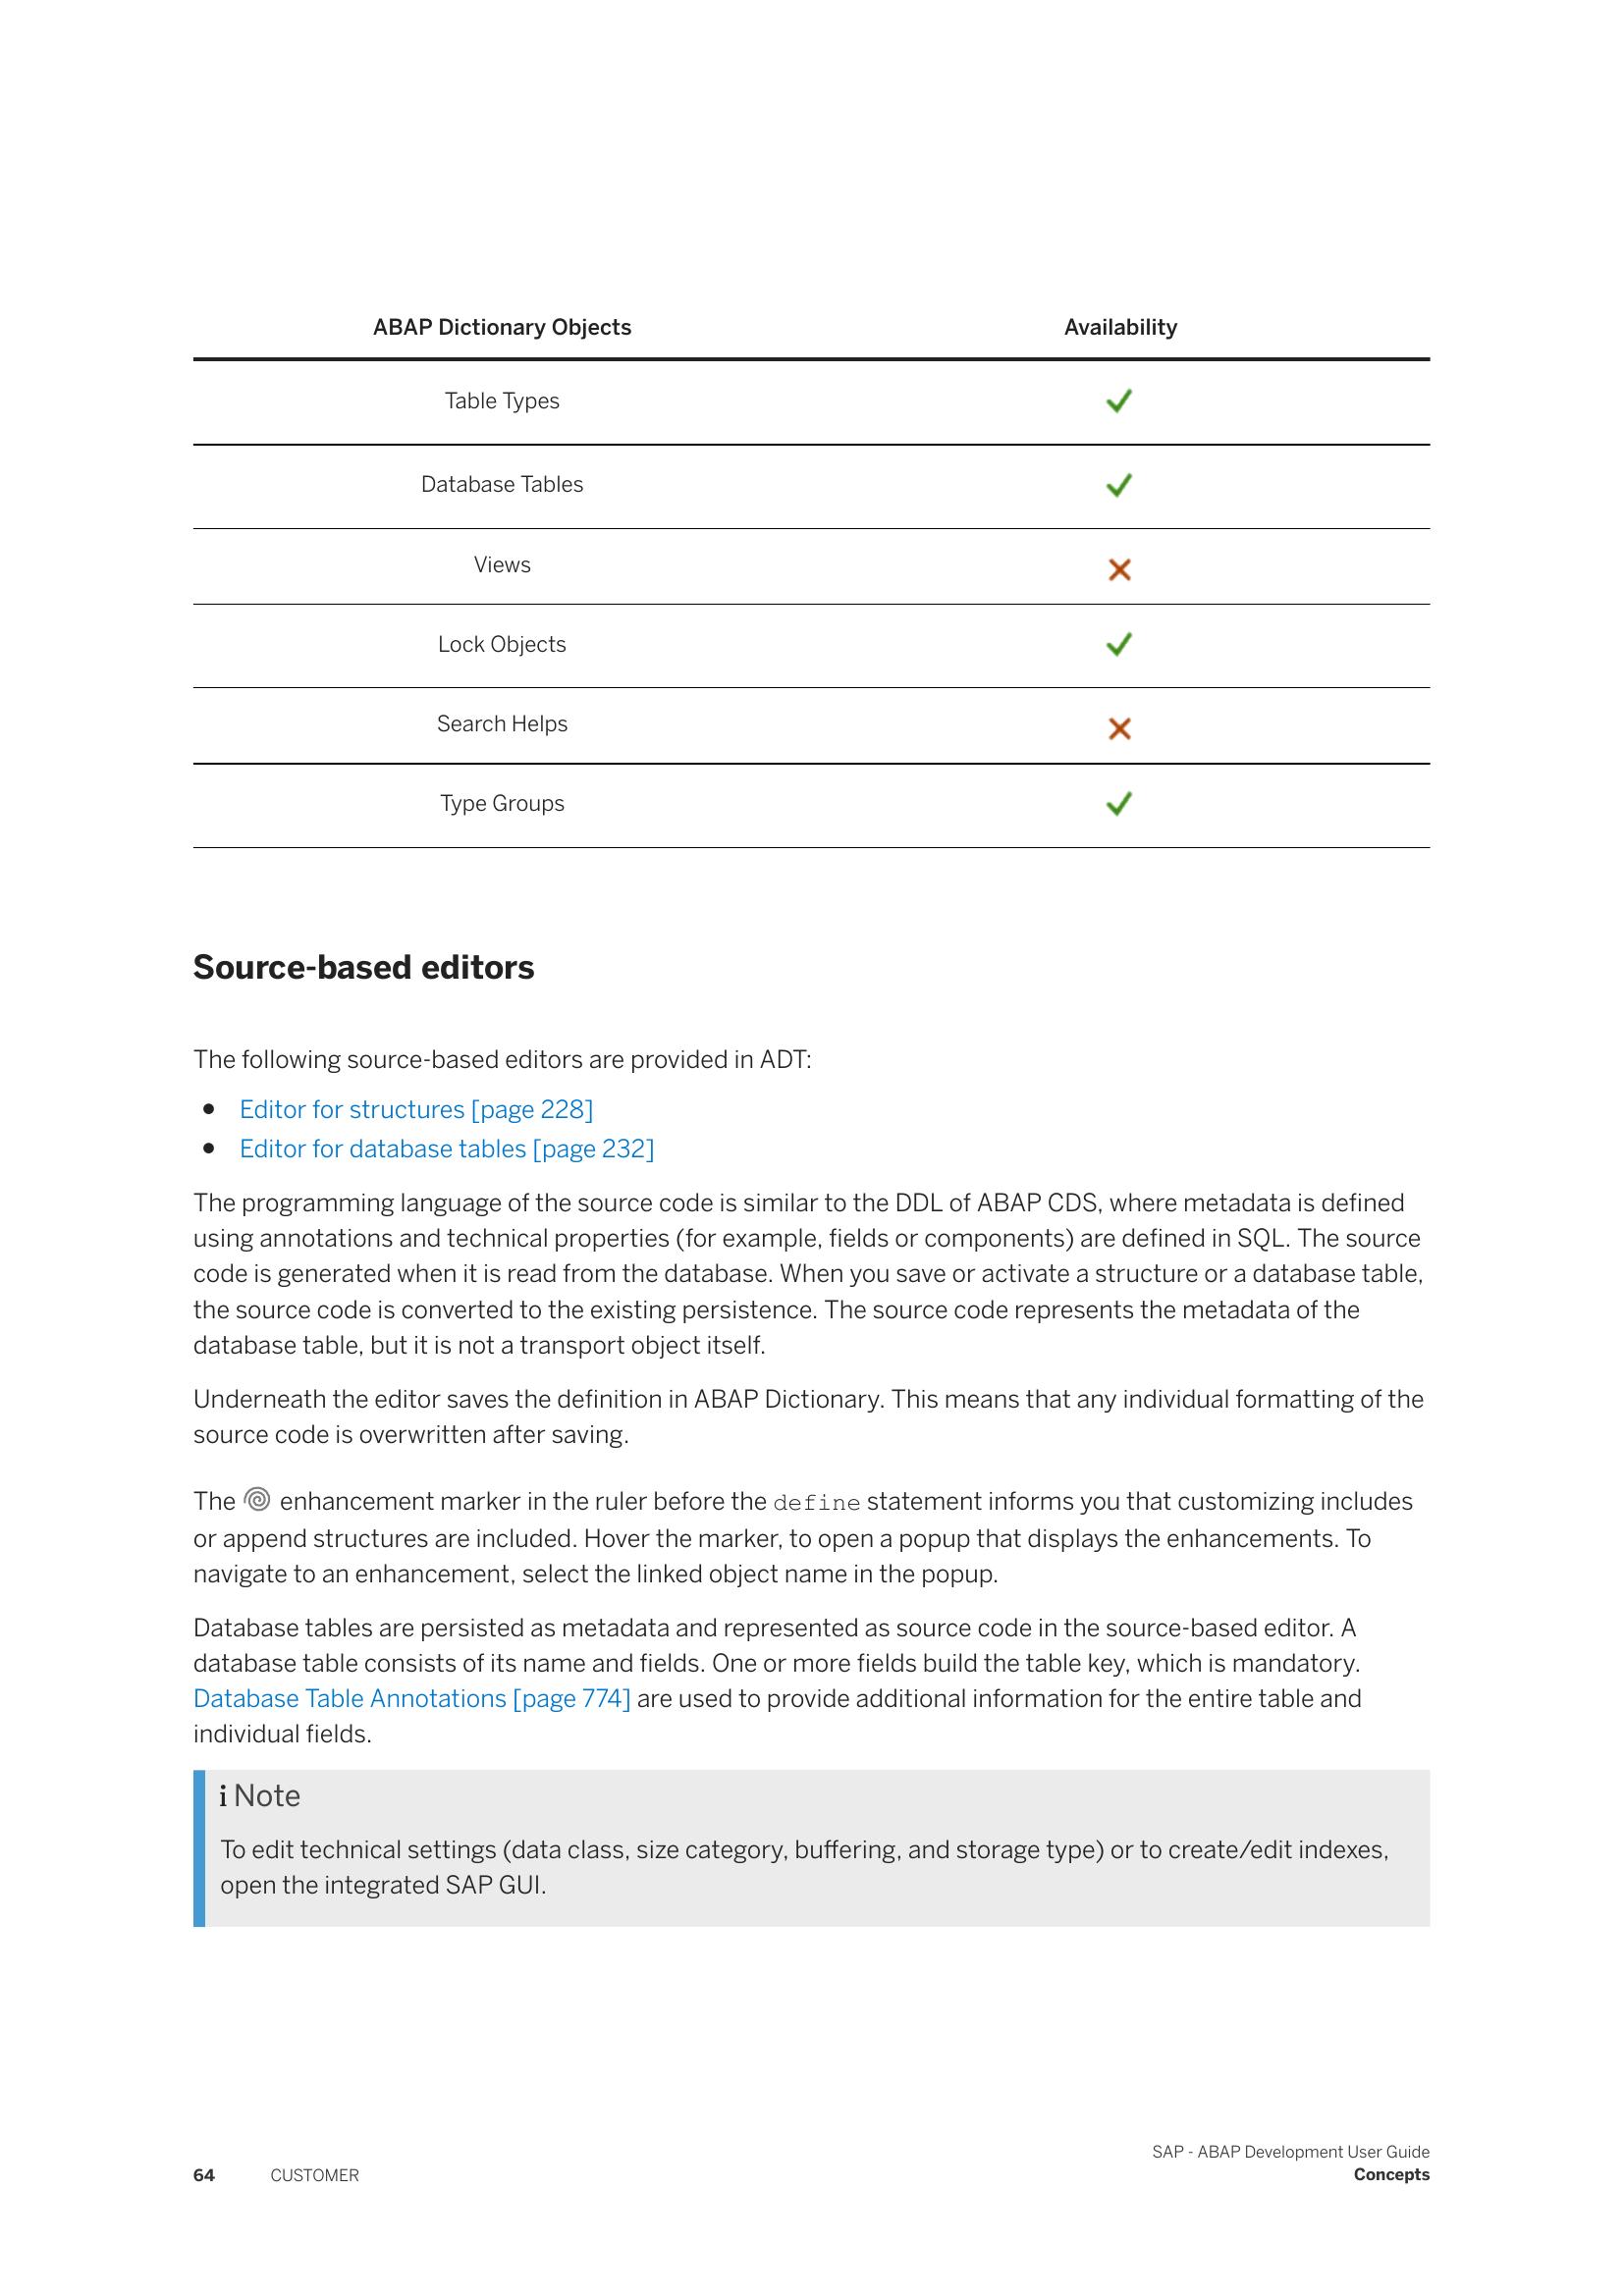 ABAP Dictionary Objects Availability
Table Types
Database Tables
Views
Lock Objects
Search Helps
Type Groups
Source-based editors
The following source-based editors are provided in ADT:
• Editor for structures [page 228]
• Editor for database tables [page 232]
The programming language of the source code is similar to the DDL of ABAP CDS, where metadata is defined
using annotations and technical properties (for example, fields or components) are defined in SQL. The source
code is generated when it is read from the database. When you save or activate a structure or a database table,
the source code is converted to the existing persistence. The source code represents the metadata of the
database table, but it is not a transport object itself.
Underneath the editor saves the definition in ABAP Dictionary. This means that any individual formatting of the
source code is overwritten after saving.
The enhancement marker in the ruler before the define statement informs you that customizing includes
or append structures are included. Hover the marker, to open a popup that displays the enhancements. To
navigate to an enhancement, select the linked object name in the popup.
Database tables are persisted as metadata and represented as source code in the source-based editor. A
database table consists of its name and fields. One or more fields build the table key, which is mandatory.
Database Table Annotations [page 774] are used to provide additional information for the entire table and
individual fields.
i Note
To edit technical settings (data class, size category, buffering, and storage type) or to create/edit indexes,
open the integrated SAP GUI.
SAP - ABAP Development User Guide
64 CUSTOMER Concepts